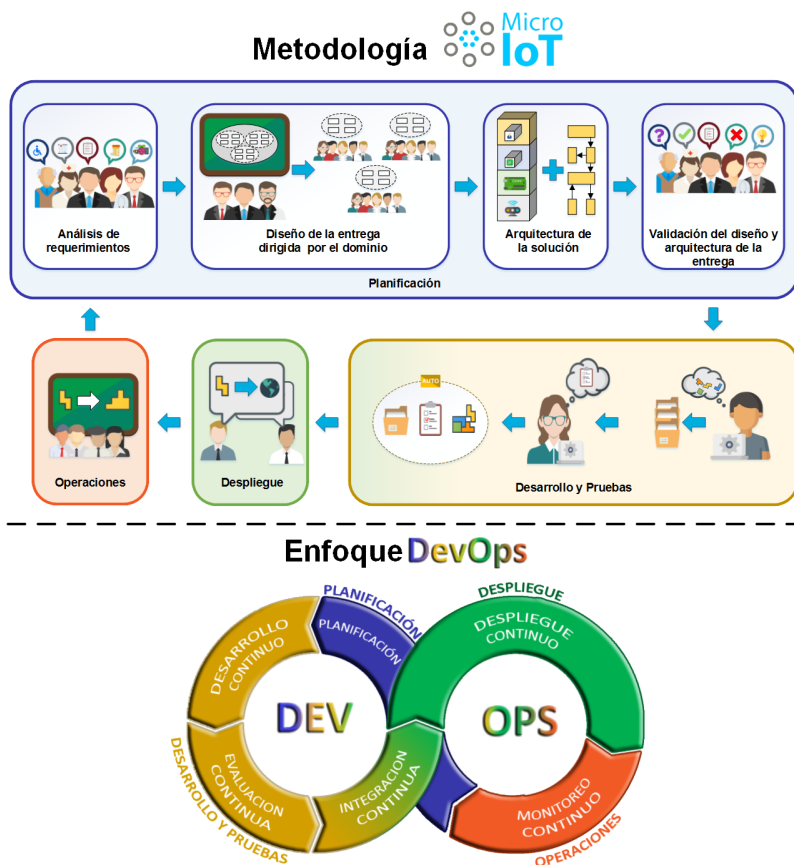 Metodología
Micro
IoT
Análisis de
requerimientos
Diseño de la entrega
dirigida por el dominio
Arquitectura de
la solución
Validación del diseño y
arquitectura de la
entrega
Planificación
AUTO
Operaciones
Despliegue
Desarrollo y Pruebas
Enfoque DevOps
PLANIFICACIÓN
DESPLIEGUE
DESARROLLO
CONTINUO
PLANIFICACIÓN
DESPLIEGUE
CONTINUO
DEV
OPS
EVALUACION
CONTINUA
INTEGRACION
CONTINUA
MONITOREO
CONTINUO
DESARROLLO Y PRUEBAS
OPERACIONES